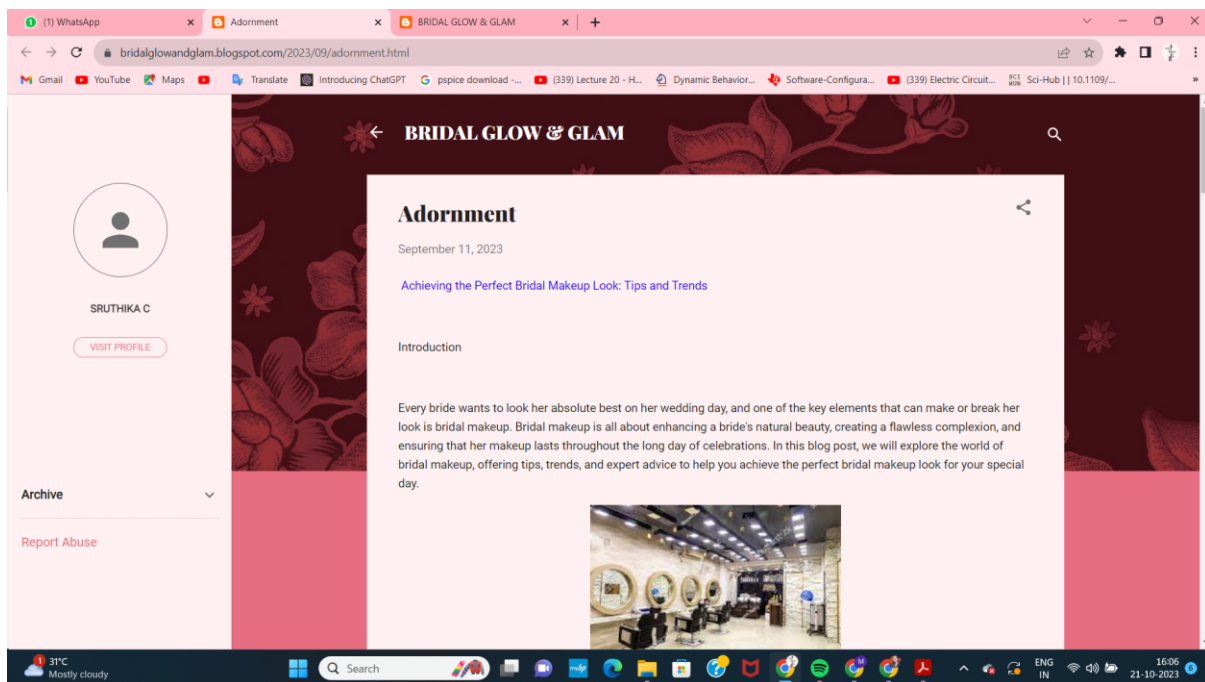 (1) WhatsApp
Adornment
BRIDAL GLOW & GLAM
bridalglowandglam.blogspot.com/2023/09/adornment.html
Gmail YouTube Maps Translate Introducing ChatGPT pspice download -... (339) Lecture 20 - H... Dynamic Behavior... Software-Configura... (339) Electric Circuit... SCI HUB Sci-Hub | | 10.1109/... »
BRIDAL GLOW & GLAM
Adornment
September 11, 2023
Achieving the Perfect Bridal Makeup Look: Tips and Trends
SRUTHIKA C
VISIT PROFILE
Introduction
Every bride wants to look her absolute best on her wedding day, and one of the key elements that can make or break her
look is bridal makeup. Bridal makeup is all about enhancing a bride's natural beauty, creating a flawless complexion, and
ensuring that her makeup lasts throughout the long day of celebrations. In this blog post, we will explore the world of
bridal makeup, offering tips, trends, and expert advice to help you achieve the perfect bridal makeup look for your special
day.
Archive
Report Abuse
1
31°C
Mostly cloudy
Search
ENG
IN
16:06
21-10-2023
6